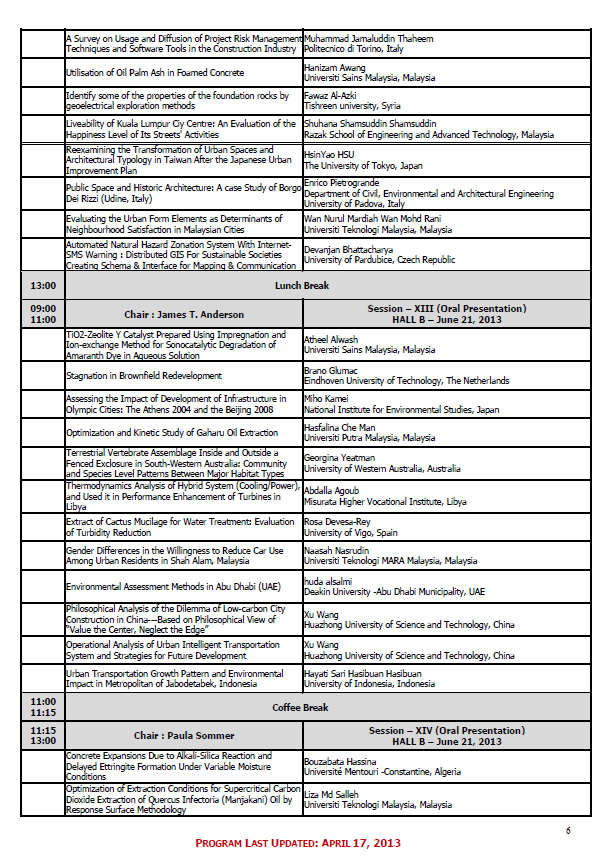 A Survey on Usage and Diffusion of Project Risk Management
Techniques and Software Tools in the Construction Industry
Muhammad Jamaluddin Thaheem
Politecnico di Torino, Italy
Utilisation of Oil Palm Ash in Foamed Concrete
Hanizam Awang
Universiti Sains Malaysia, Malaysia
Identify some of the properties of the foundation rocks by
geoelectrical exploration methods
Fawaz Al-Azki
Tishreen university, Syria
Liveability of Kuala Lumpur Ciy Centre: An Evaluation of the
Happiness Level of Its Streets' Activities
Shuhana Shamsuddin Shamsuddin
Razak School of Engineering and Advanced Technology, Malaysia
Reexamining the Transformation of Urban Spaces and
Architectural Typology in Taiwan After the Japanese Urban
Improvement Plan
HsinYao HSU
The University of Tokyo, Japan
Public Space and Historic Architecture: A case Study of Borgo
Dei Rizzi (Udine, Italy)
Enrico Pietrogrande
Department of Civil, Environmental and Architectural Engineering
University of Padova, Italy
Evaluating the Urban Form Elements as Determinants of
Neighbourhood Satisfaction in Malaysian Cities
Wan Nurul Mardiah Wan Mohd Rani
Universiti Teknologi Malaysia, Malaysia
Automated Natural Hazard Zonation System With Internet-
SMS Warning : Distributed GIS For Sustainable Societies
Creating Schema & Interface for Mapping & Communication
Devanjan Bhattacharya
University of Pardubice, Czech Republic
13:00
Lunch Break
09:00
11:00
Chair : James T. Anderson
Session – XIII (Oral Presentation)
HALL B – June 21, 2013
TiO2-Zeolite Y Catalyst Prepared Using Impregnation and
Ion-exchange Method for Sonocatalytic Degradation of
Amaranth Dye in Aqueous Solution
Atheel Alwash
Universiti Sains Malaysia, Malaysia
Stagnation in Brownfield Redevelopment
Brano Glumac
Eindhoven University of Technology, The Netherlands
Assessing the Impact of Development of Infrastructure in
Olympic Cities: The Athens 2004 and the Beijing 2008
Miho Kamei
National Institute for Environmental Studies, Japan
Optimization and Kinetic Study of Gaharu Oil Extraction
Hasfalina Che Man
Universiti Putra Malaysia, Malaysia
Terrestrial Vertebrate Assemblage Inside and Outside a
Fenced Exclosure in South-Western Australia: Community
and Species Level Patterns Between Major Habitat Types
Georgina Yeatman
University of Western Australia, Australia
Thermodynamics Analysis of Hybrid System (Cooling/Power),
and Used it in Performance Enhancement of Turbines in
Libya
Abdalla Agoub
Misurata Higher Vocational Institute, Libya
Extract of Cactus Mucilage for Water Treatment: Evaluation
of Turbidity Reduction
Rosa Devesa-Rey
University of Vigo, Spain
Gender Differences in the Willingness to Reduce Car Use
Among Urban Residents in Shah Alam, Malaysia
Naasah Nasrudin
Universiti Teknologi MARA Malaysia, Malaysia
Environmental Assessment Methods in Abu Dhabi (UAE)
huda alsalmi
Deakin University -Abu Dhabi Municipality, UAE
Philosophical Analysis of the Dilemma of Low-carbon City
Construction in China---Based on Philosophical View of
"Value the Center, Neglect the Edge"
Xu Wang
Huazhong University of Science and Technology, China
Operational Analysis of Urban Intelligent Transportation
System and Strategies for Future Development
Xu Wang
Huazhong University of Science and Technology, China
Urban Transportation Growth Pattern and Environmental
Impact in Metropolitan of Jabodetabek, Indonesia
Hayati Sari Hasibuan Hasibuan
University of Indonesia, Indonesia
11:00
11:15
Coffee Break
11:15
13:00
Chair : Paula Sommer
Session – XIV (Oral Presentation)
HALL B – June 21, 2013
Concrete Expansions Due to Alkali-Silica Reaction and
Delayed Ettringite Formation Under Variable Moisture
Conditions
Bouzabata Hassina
Université Mentouri -Constantine, Algeria
Optimization of Extraction Conditions for Supercritical Carbon
Dioxide Extraction of Quercus Infectoria (Manjakani) Oil by
Response Surface Methodology
Liza Md Salleh
Universiti Teknologi Malaysia, Malaysia
6
PROGRAM LAST UPDATED: APRIL 17, 2013